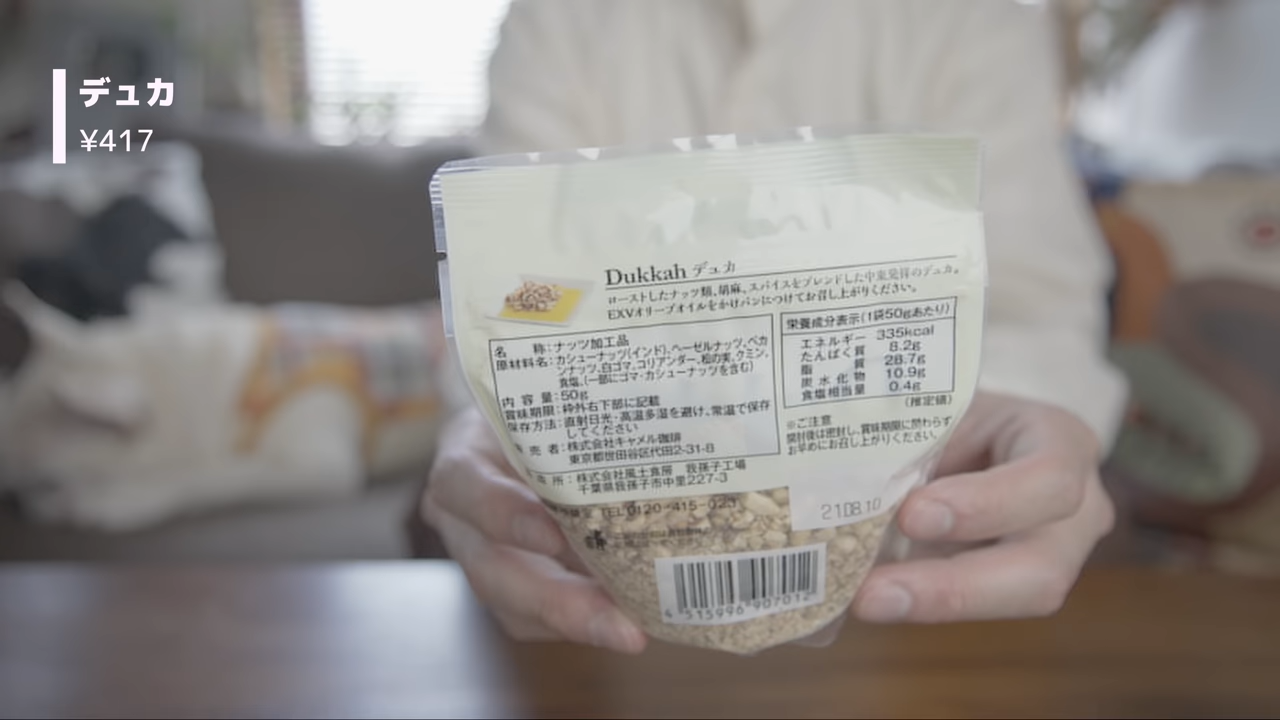 デュカ
¥417
Dukkah デュカ
ローストしたナッツ類、胡麻、スパイスをブレンドした中東発祥のデュカ。
EXVオリーブオイルをかけパンにつけてお召し上がりください。
名 称:ナッツ加工品
原材料名:カシューナッツ(インド)、ヘーゼルナッツ、ペカ
ンナッツ、白ゴマ、コリアンダー、松の実、クミン、
食塩、(一部にゴマ・カシューナッツを含む)
内 容 量:50g
賞味期限:枠外右下部に記載
保存方法:直射日光・高温多湿を避け、常温で保存
してください
売 者:株式会社キャメル珈琲
東京都世田谷区代田2-31-8
所:株式会社風土食房 我孫子工場
千葉県我孫子市中里227-3
TEL 0120-415-023
栄養成分表示(1袋50gあたり)
エネルギー 335kcal
たんぱく質 8.2g
脂 質 28.7g
炭 水 化 物 10.9g
食塩相当量 0.4g
(推定値)
※ご注意
開封後は密封し、賞味期限に関わらず
お早めにお召し上がりください。
21.08.10
4 515996 907012